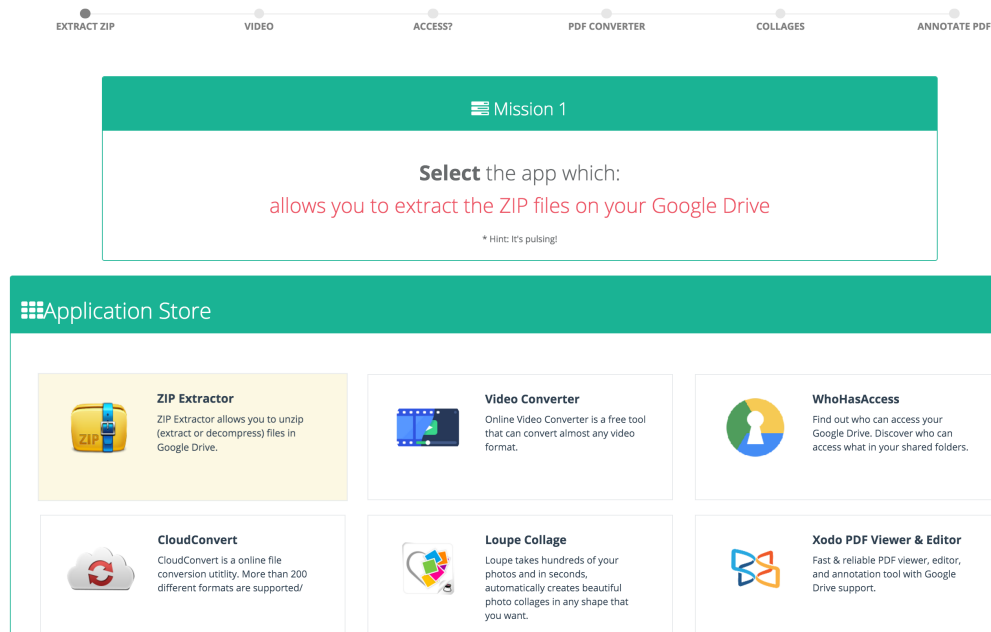 EXTRACT ZIP
VIDEO
ACCESS?
PDF CONVERTER
COLLAGES
ANNOTATE PDF
Mission 1
Select the app which:
allows you to extract the ZIP files on your Google Drive
* Hint: It's pulsing!
Application Store
ZIP
ZIP Extractor
ZIP Extractor allows you to unzip
(extract or decompress) files in
Google Drive.
Video Converter
Online Video Converter is a free tool
that can convert almost any video
format.
WhoHasAccess
Find out who can access your
Google Drive. Discover who can
access what in your shared folders.
CloudConvert
CloudConvert is a online file
conversion utitlity. More than 200
different formats are supported/
Loupe Collage
Loupe takes hundreds of your
photos and in seconds,
automatically creates beautiful
photo collages in any shape that
you want.
Xodo PDF Viewer & Editor
Fast & reliable PDF viewer, editor,
and annotation tool with Google
Drive support.